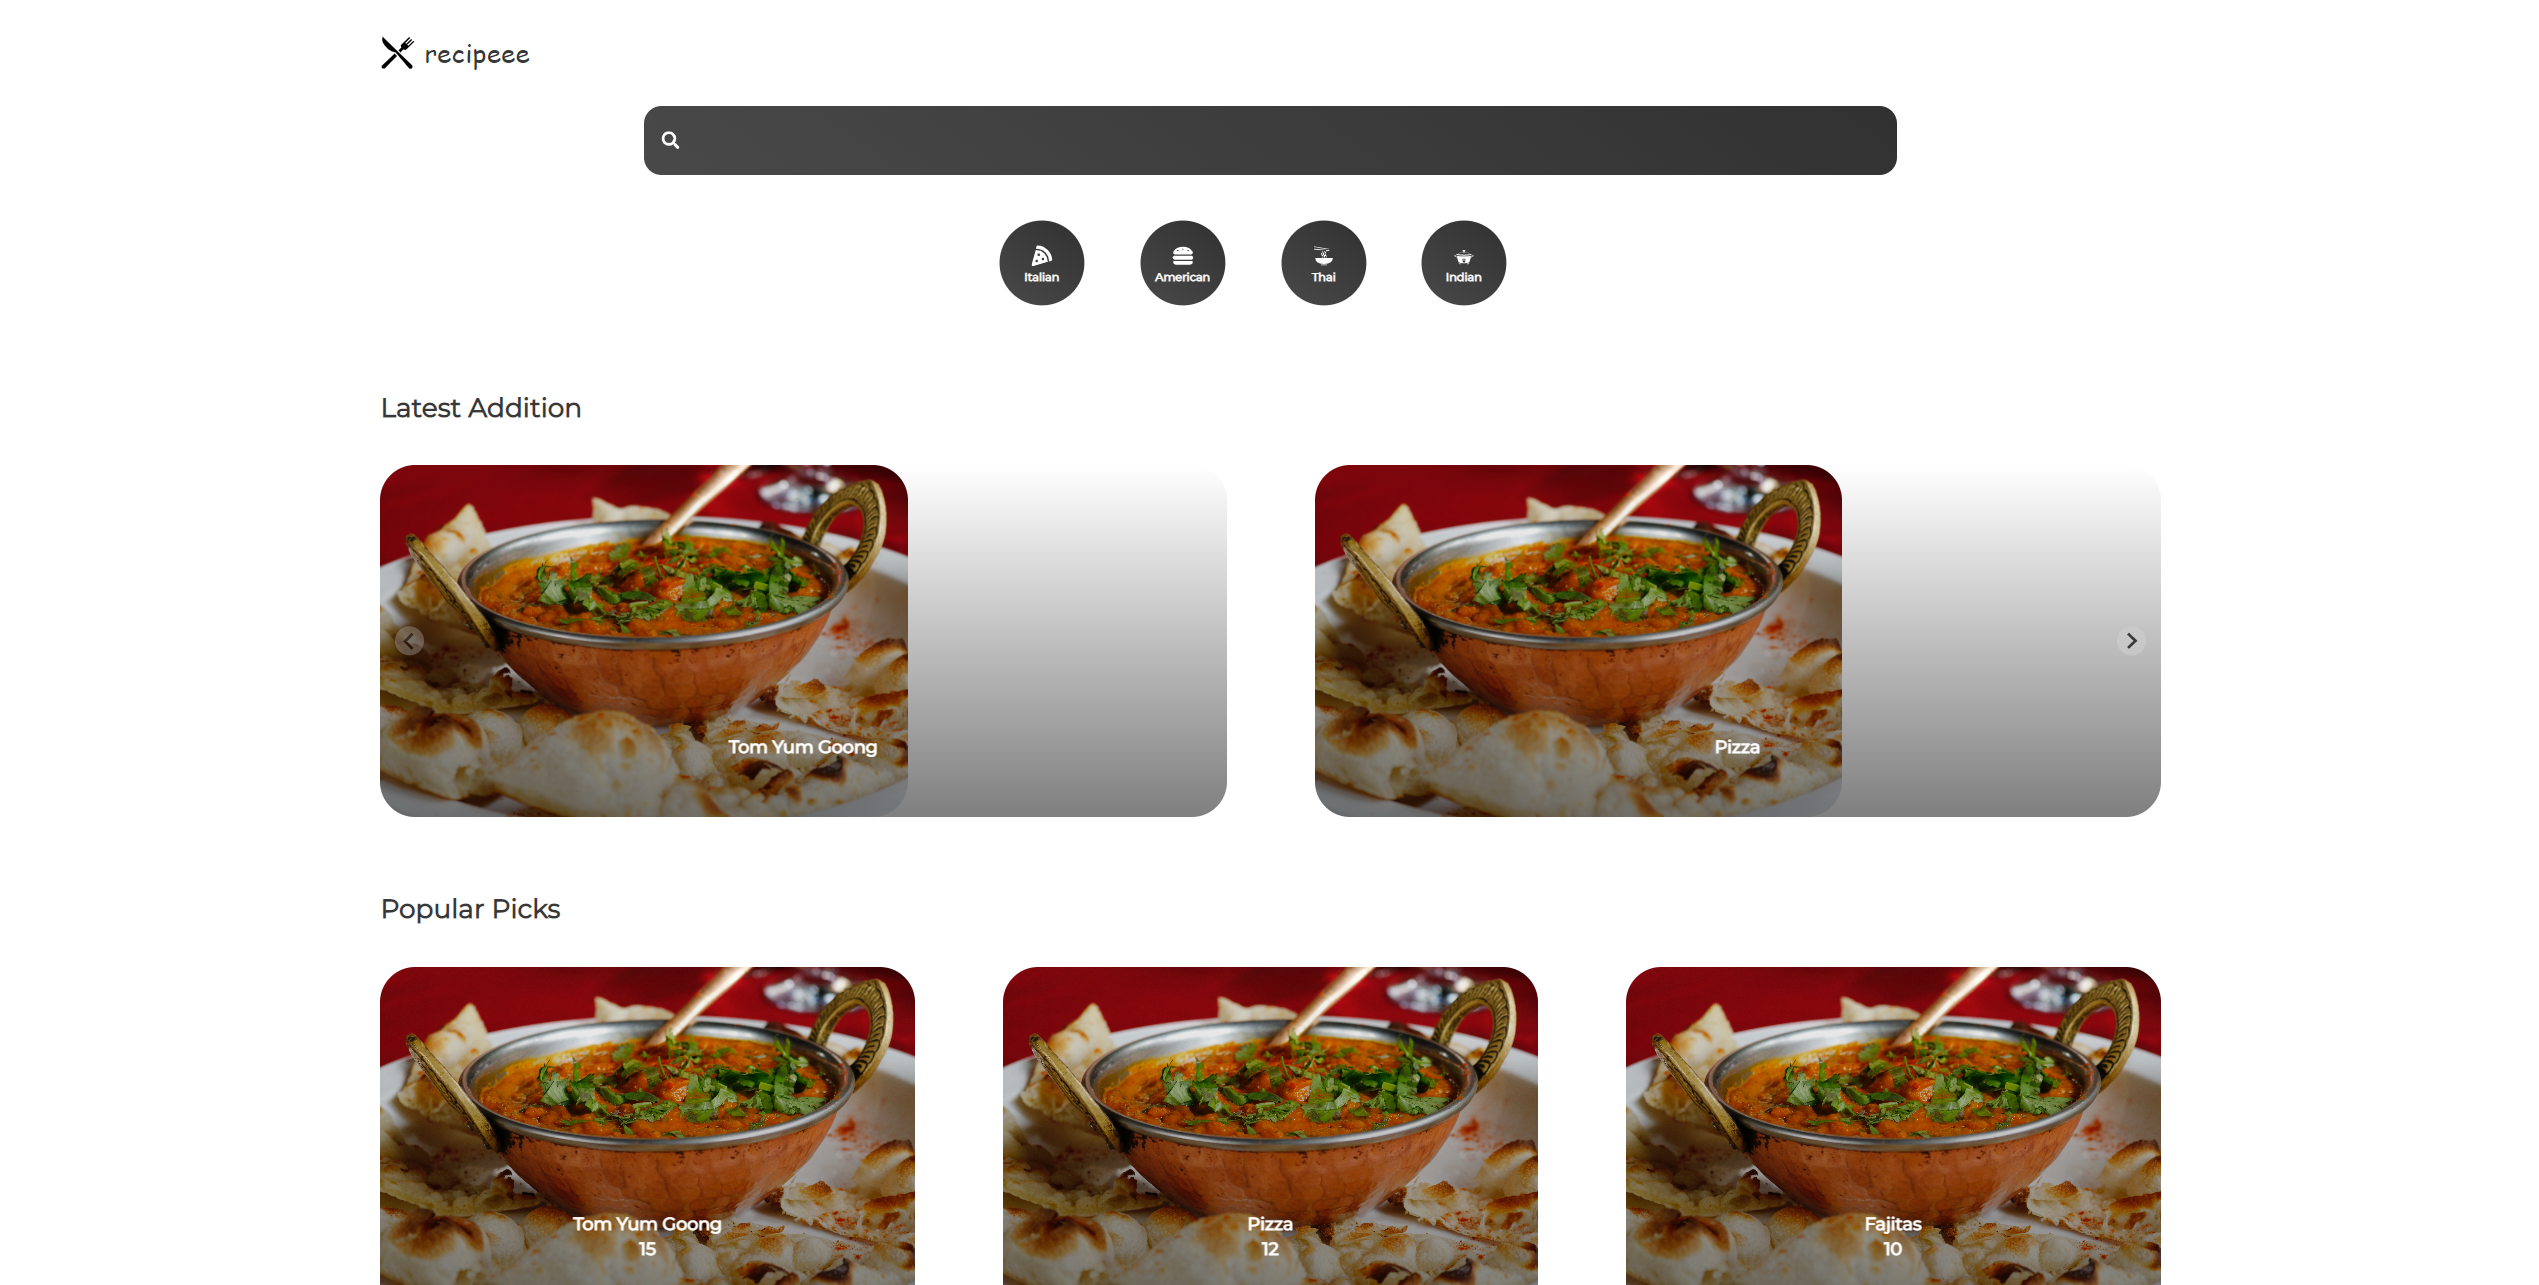 recipeee
Italian
American
Thai
Indian
Latest Addition
Tom Yum Goong
Pizza
Popular Picks
Tom Yum Goong
15
Pizza
12
Fajitas
10